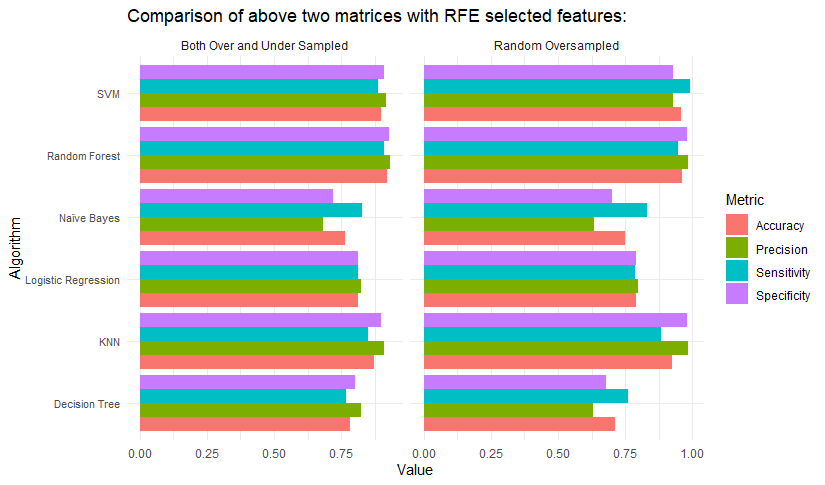 Comparison of above two matrices with RFE selected features:
Both Over and Under Sampled
Random Oversampled
SVM
Random Forest
Naïve Bayes
Logistic Regression
KNN
Decision Tree
Algorithm
0.00 0.25 0.50 0.75
0.00 0.25 0.50 0.75 1.00
Value
Metric
Accuracy
Precision
Sensitivity
Specificity